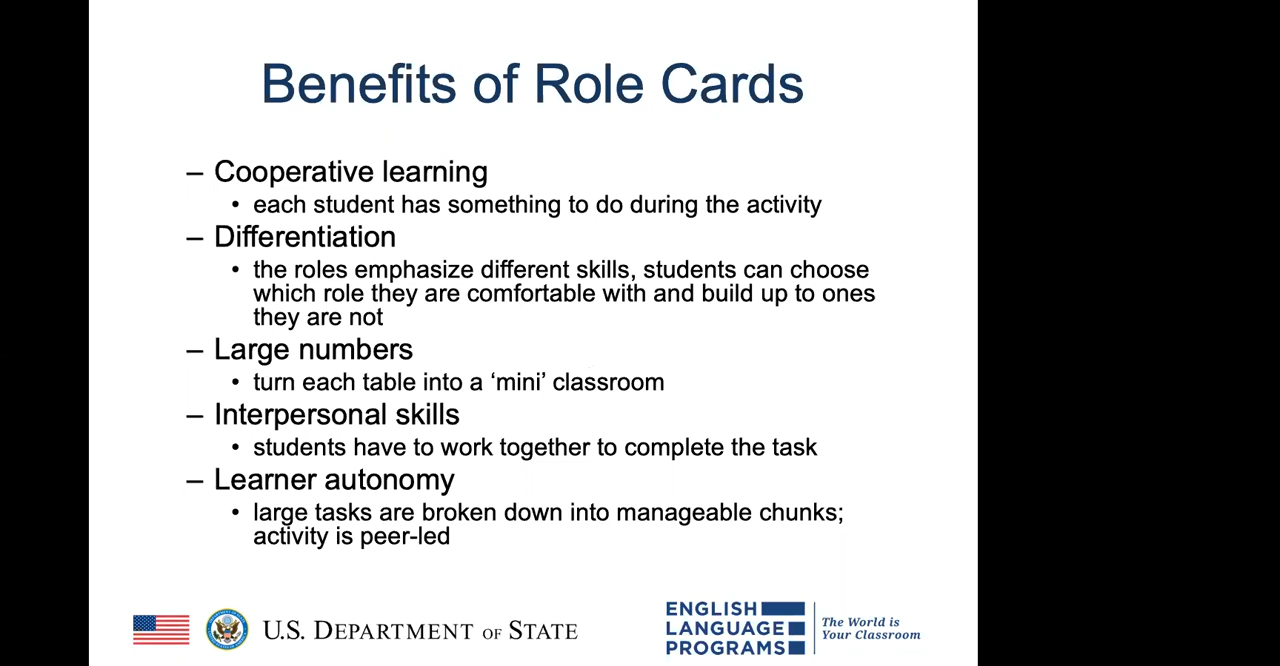 Benefits of Role Cards
– Cooperative learning
• each student has something to do during the activity
– Differentiation
• the roles emphasize different skills, students can choose
which role they are comfortable with and build up to ones
they are not
– Large numbers
• turn each table into a ‘mini’ classroom
– Interpersonal skills
• students have to work together to complete the task
– Learner autonomy
• large tasks are broken down into manageable chunks;
activity is peer-led
U.S. DEPARTMENT OF STATE
ENGLISH
LANGUAGE
PROGRAMS
The World is
Your Classroom